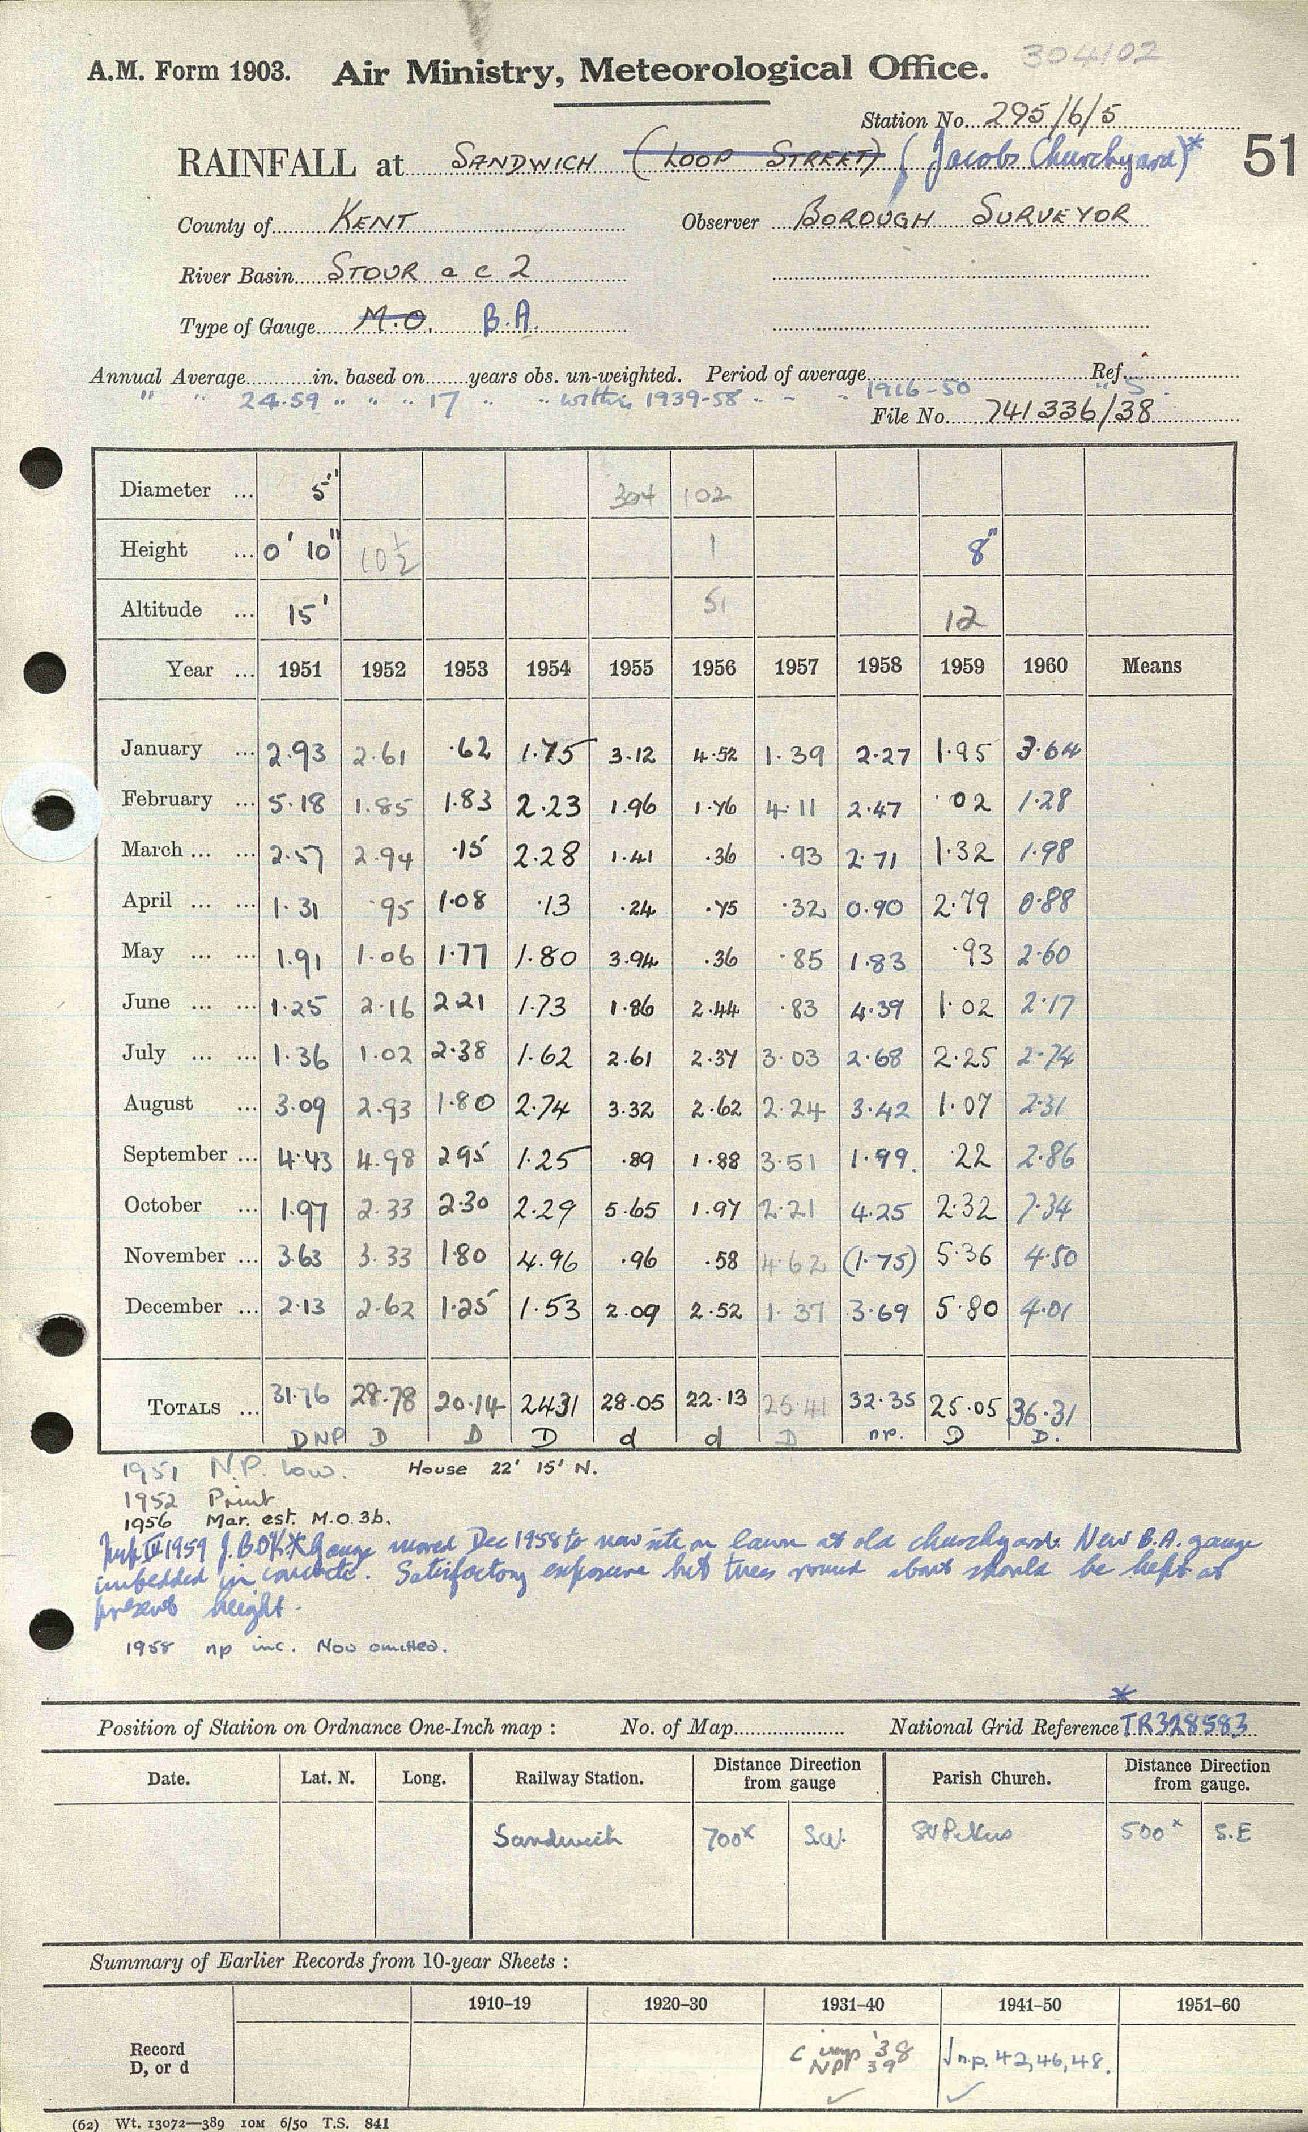 304102
A.M. Form 1903. Air Ministry, Meteorological Office.
Station No. 295/6/5
RAINFALL at SANDWICH (LOOP STREET) (Jacobs Churchyard)* 51
County of KENT Observer BOROUGH SURVEYOR
River Basin STOUR a c 2
Type of Gauge M.O. B.A.
Annual Average in. based on years obs. un-weighted. Period of average Ref.
" " 24.59 " " " 17 " " within 1939-58 " - " 1916-50 " 5.
File No. 741336/38
Diameter ... 5" 304 102
Height ... 0' 10" 10½ 1 8"
Altitude ... 15' 51 12
Year ... 1951 1952 1953 1954 1955 1956 1957 1958 1959 1960 Means
January ... 2.93 2.61 .62 1.75 3.12 4.52 1.39 2.27 1.95 3.64
February ... 5.18 1.85 1.83 2.23 1.96 1.76 4.11 2.47 .02 1.28
March ... ... 2.57 2.94 .15 2.28 1.41 .36 .93 2.71 1.32 1.98
April ... ... 1.31 .95 1.08 .13 .24 .75 .32 0.90 2.79 0.88
May ... ... 1.91 1.06 1.77 1.80 3.94 .36 .85 1.83 .93 2.60
June ... ... 1.25 2.16 2.21 1.73 1.86 2.44 .83 4.39 1.02 2.17
July ... ... 1.36 1.02 2.38 1.62 2.61 2.37 3.03 2.68 2.25 2.74
August ... 3.09 2.93 1.80 2.74 3.32 2.62 2.24 3.42 1.07 2.31
September ... 4.43 4.98 2.95 1.25 .89 1.88 3.51 1.99. .22 2.86
October ... 1.97 2.33 2.30 2.29 5.65 1.97 2.21 4.25 2.32 7.34
November ... 3.63 3.33 1.80 4.96 .96 .58 4.62 (1.75) 5.36 4.50
December ... 2.13 2.62 1.25 1.53 2.09 2.52 1.37 3.69 5.80 4.01
TOTALS ... 31.76 28.78 20.14 24.31 28.05 22.13 25.41 32.35 25.05 36.31
DNP D D D d d D np. D D.
1951 N.P. low. House 22' 15' N.
1952 Print
1956 Mar. est. M.O. 3b.
Insp. IV 1959 * Gauge moved Dec 1958 to new site on lawn at old churchyard. New B.A. gauge
imbedded in concrete. Satisfactory exposure but trees round about should be kept at
present height.
1958 np inc. Now omitted.
*
Position of Station on Ordnance One-Inch map : No. of Map National Grid Reference TR328583
Date. Lat. N. Long. Railway Station. Distance Direction from gauge Parish Church. Distance Direction from gauge.
Sandwich 700x S.W. St Peters 500x S.E
Summary of Earlier Records from 10-year Sheets :
1910–19 1920–30 1931–40 1941–50 1951–60
Record
D, or d
c imp '38
NP 39
√ n.p. 42, 46, 48.
(62) Wt. 13072—389 10M 6/50 T.S. 841